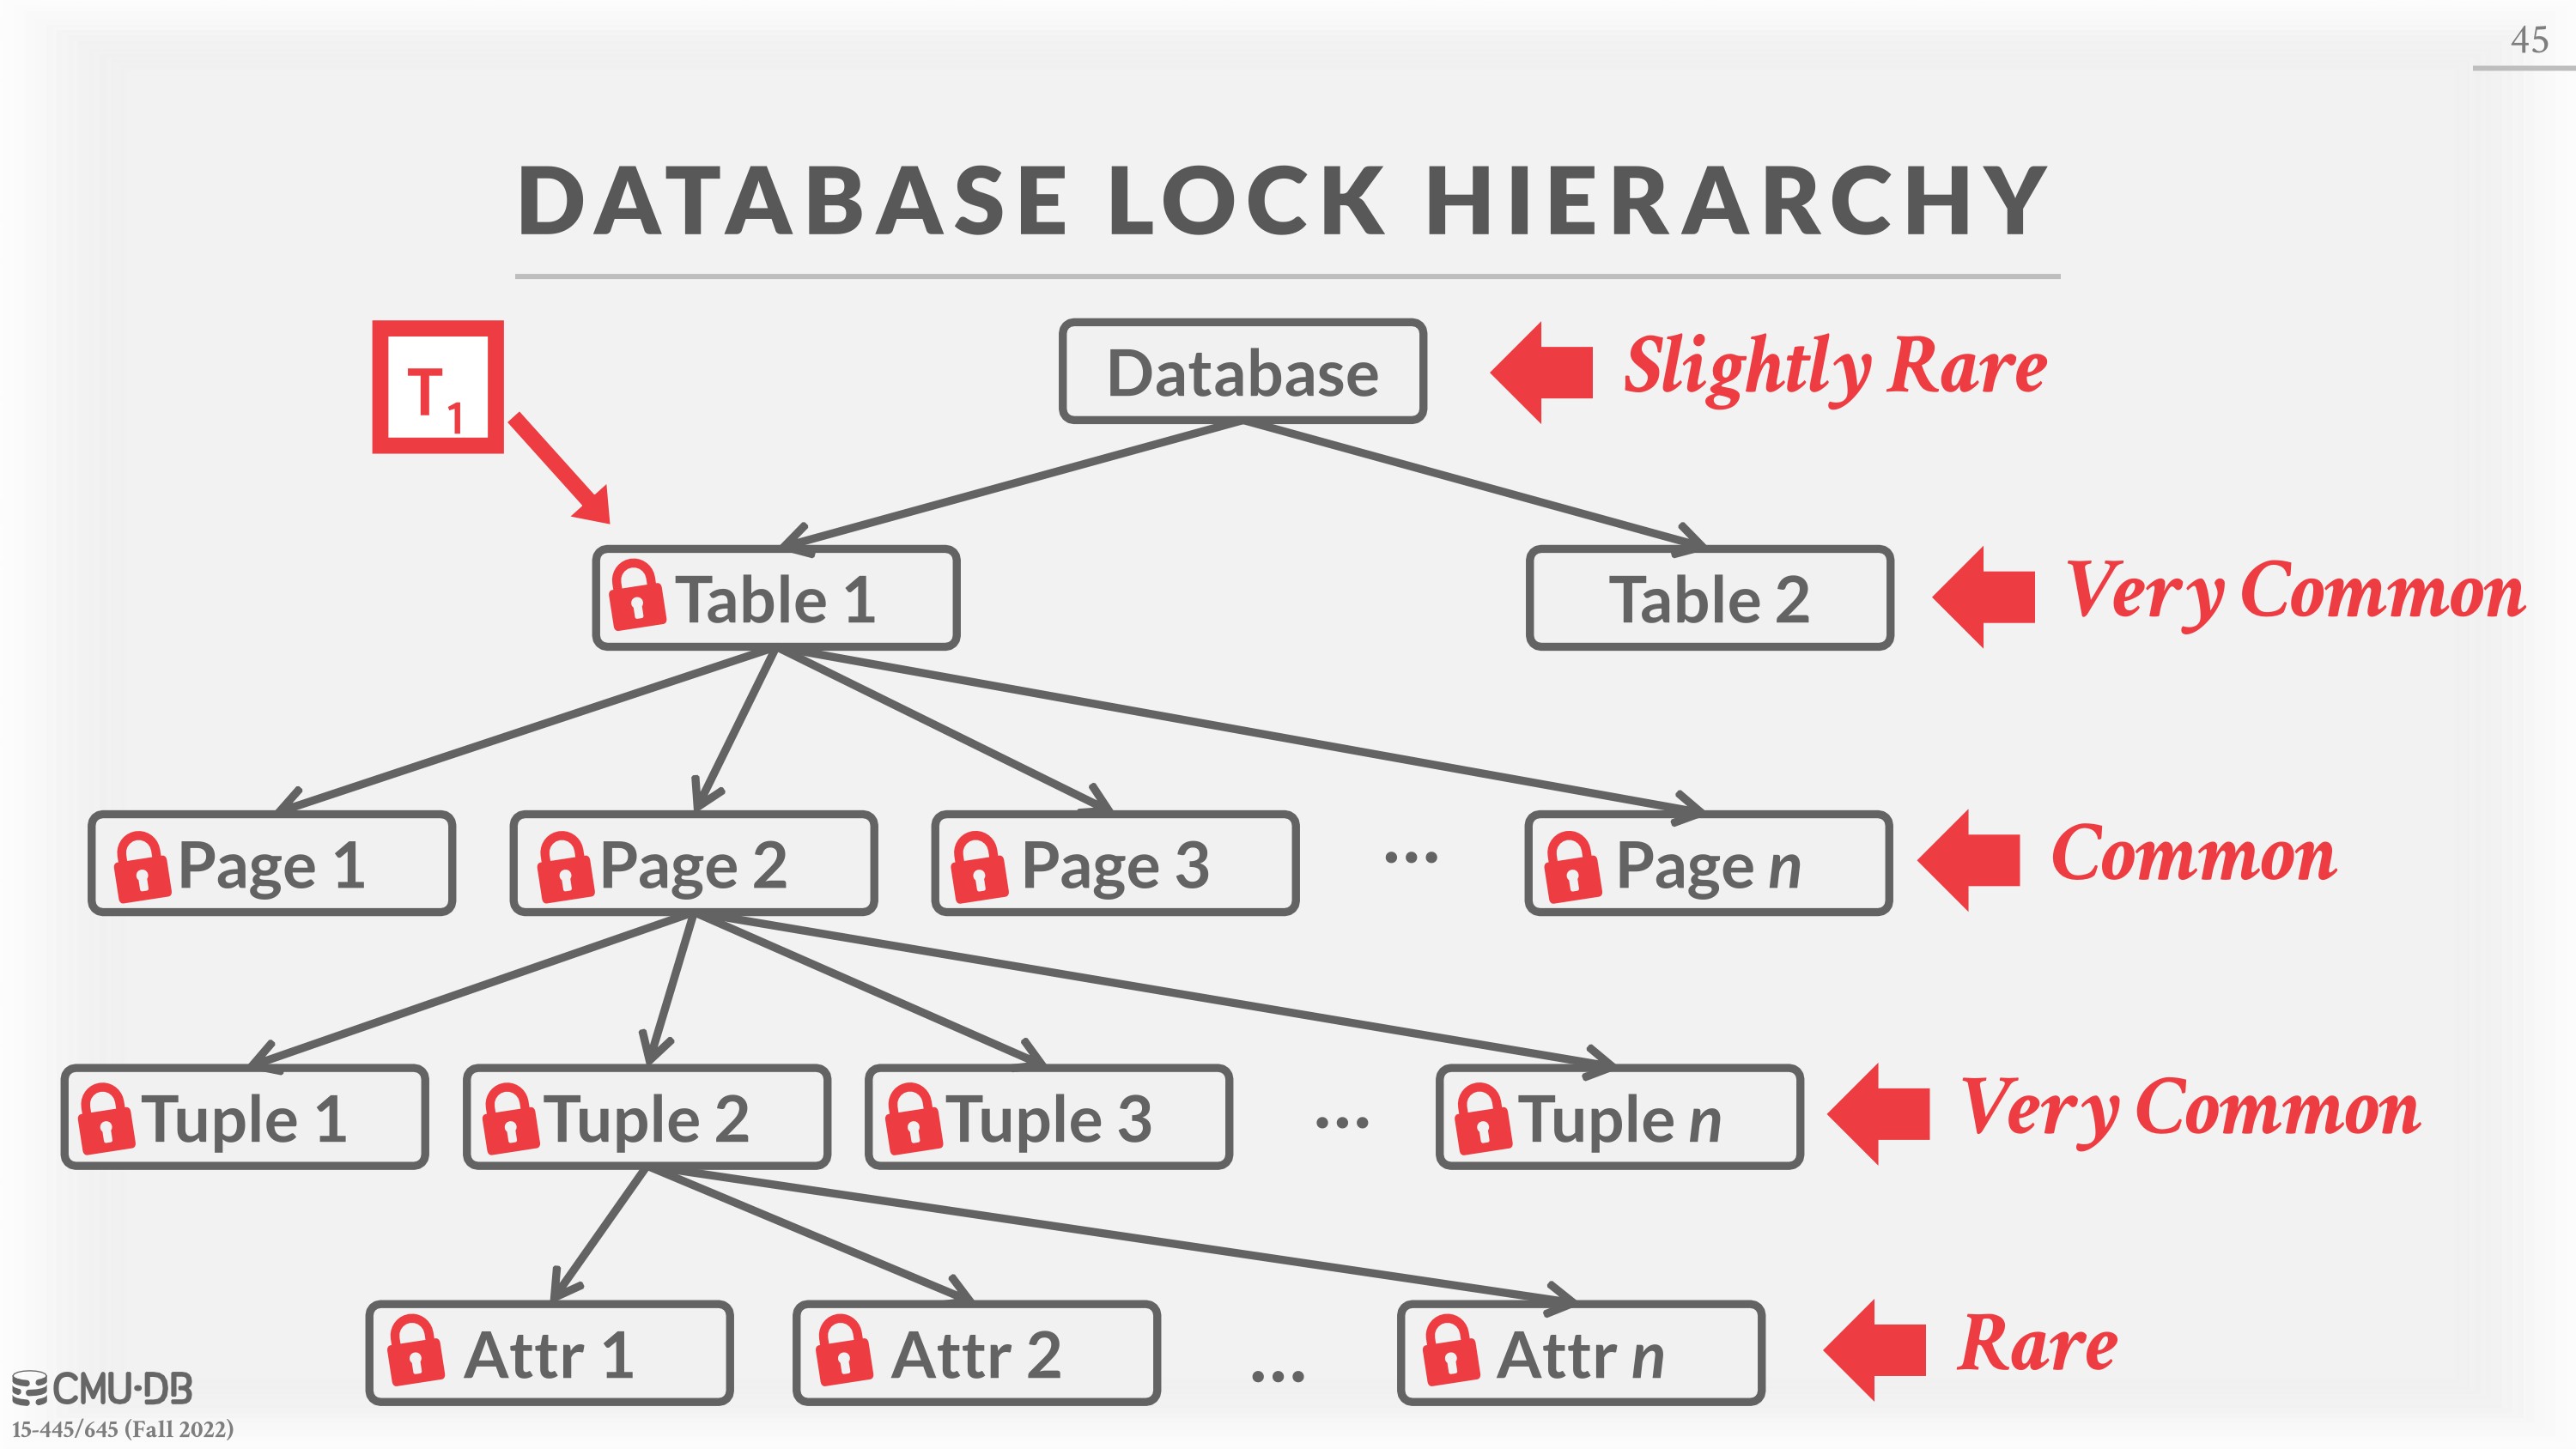 45
DATABASE LOCK HIERARCHY
T1
Database
Slightly Rare
Table 1
Table 2
Very Common
Page 1
Page 2
Page 3
...
Page n
Common
Tuple 1
Tuple 2
Tuple 3
...
Tuple n
Very Common
Attr 1
Attr 2
...
Attr n
Rare
CMU·DB
15-445/645 (Fall 2022)